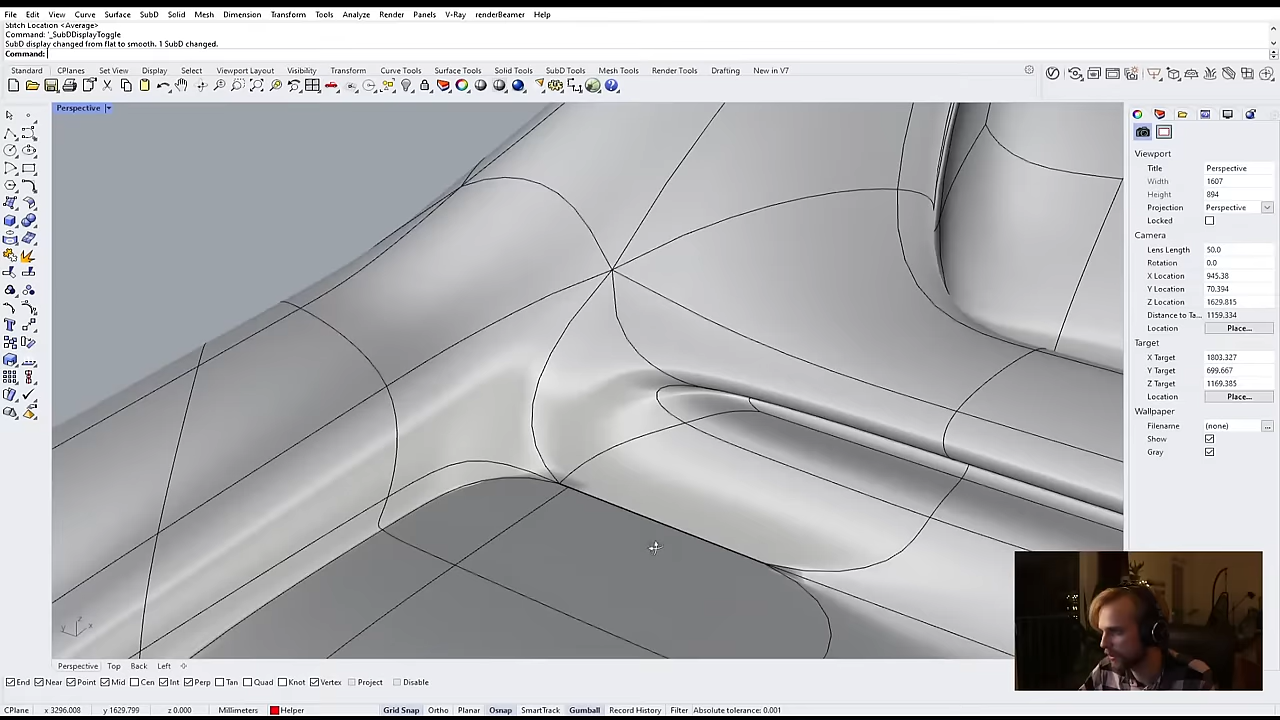 File Edit View Curve Surface SubD Solid Mesh Dimension Transform Tools Analyze Render Panels V-Ray renderBeamer Help
Stitch Location <Average>
Command: '_SubDDisplayToggle
SubD display changed from flat to smooth. 1 SubD changed.
Command:
Standard CPlanes Set View Display Select Viewport Layout Visibility Transform Curve Tools Surface Tools Solid Tools SubD Tools Mesh Tools Render Tools Drafting New in V7
Perspective
Viewport
Title Perspective
Width 1607
Height 894
Projection Perspective
Locked
Camera
Lens Length 50.0
Rotation 0.0
X Location 945.38
Y Location 70.394
Z Location 1629.815
Distance to Ta... 1159.334
Location Place...
Target
X Target 1803.327
Y Target 699.667
Z Target 1169.385
Location Place...
Wallpaper
Filename (none) ...
Show
Gray
z
y x
Perspective Top Back Left
End Near Point Mid Cen Int Perp Tan Quad Knot Vertex Project Disable
CPlane x 3296.008 y 1629.799 z 0.000 Millimeters Helper Grid Snap Ortho Planar Osnap SmartTrack Gumball Record History Filter Absolute tolerance: 0.001